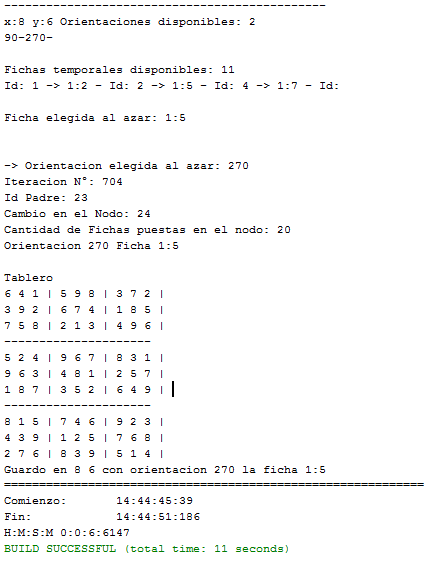 ----------------------------------------------
x:8 y:6 Orientaciones disponibles: 2
90-270-
Fichas temporales disponibles: 11
Id: 1 -> 1:2 - Id: 2 -> 1:5 - Id: 4 -> 1:7 - Id:
Ficha elegida al azar: 1:5
-> Orientacion elegida al azar: 270
Iteracion N°: 704
Id Padre: 23
Cambio en el Nodo: 24
Cantidad de Fichas puestas en el nodo: 20
Orientacion 270 Ficha 1:5
Tablero
6 4 1 | 5 9 8 | 3 7 2 |
3 9 2 | 6 7 4 | 1 8 5 |
7 5 8 | 2 1 3 | 4 9 6 |
---------------------
5 2 4 | 9 6 7 | 8 3 1 |
9 6 3 | 4 8 1 | 2 5 7 |
1 8 7 | 3 5 2 | 6 4 9 |
---------------------
8 1 5 | 7 4 6 | 9 2 3 |
4 3 9 | 1 2 5 | 7 6 8 |
2 7 6 | 8 3 9 | 5 1 4 |
Guardo en 8 6 con orientacion 270 la ficha 1:5
============================================================
Comienzo: 14:44:45:39
Fin: 14:44:51:186
H:M:S:M 0:0:6:6147
BUILD SUCCESSFUL (total time: 11 seconds)